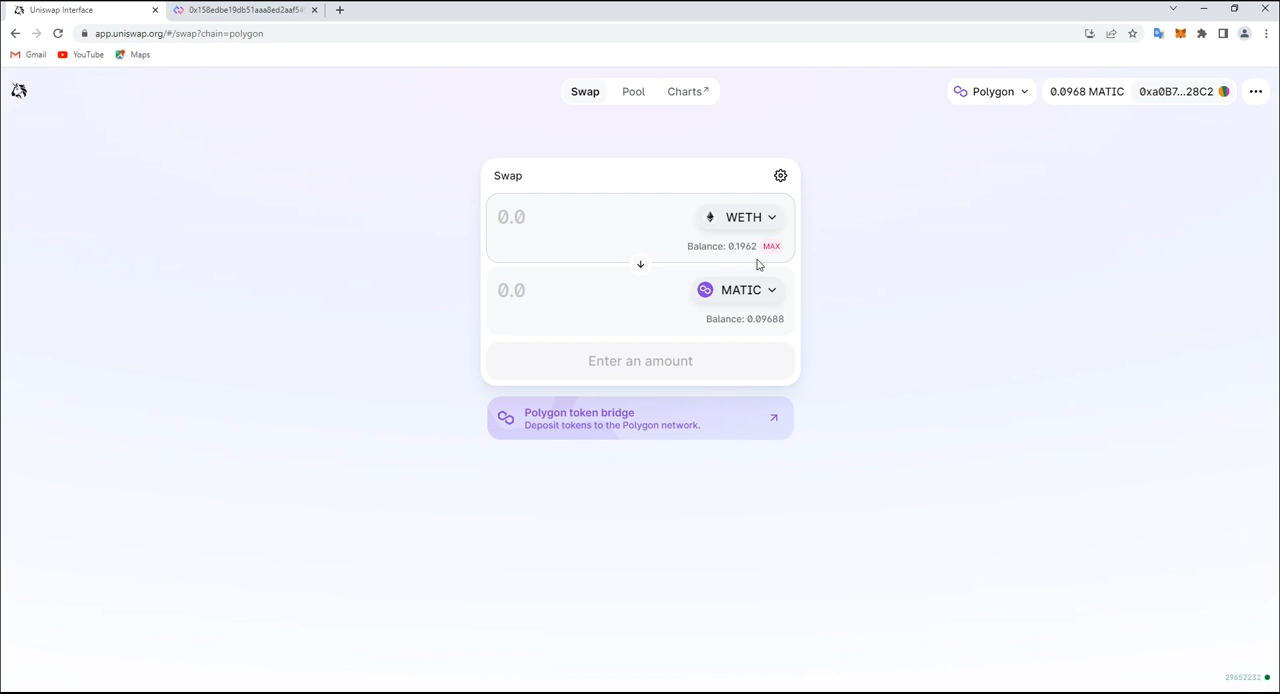 Uniswap Interface
0x158edbe19db51aaa8ed2aaf54
app.uniswap.org/#/swap?chain=polygon
Gmail YouTube Maps
Swap Pool Charts↗ Polygon 0.0968 MATIC 0xa0B7...28C2
Swap
0.0 WETH
Balance: 0.1962 MAX
0.0 MATIC
Balance: 0.09688
Enter an amount
Polygon token bridge
Deposit tokens to the Polygon network.
29652232